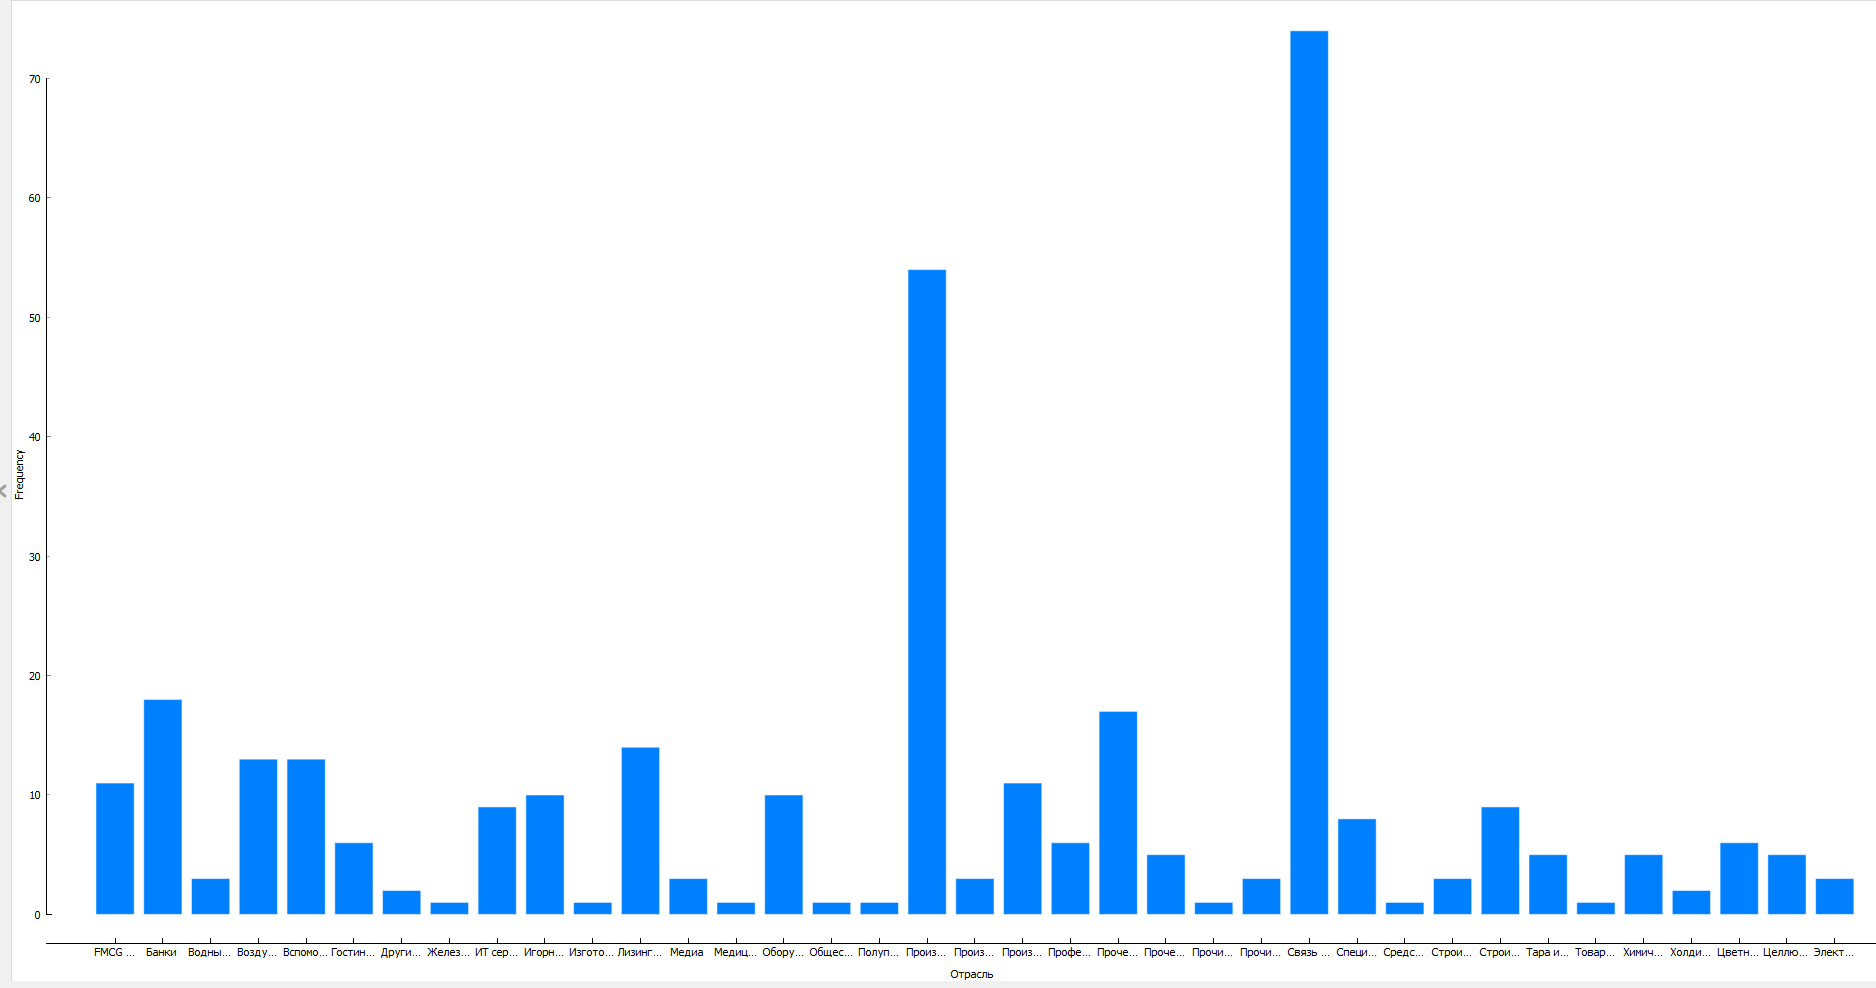 70
60
50
40
30
20
10
0
Frequency
FMCG ... Банки Водны... Возду... Вспомо... Гостин... Други... Желез... ИТ сер... Игорн... Изгото... Лизинг... Медиа Медиц... Обору... Общес... Полуп... Произ... Произ... Произ... Профе... Проче... Проче... Прочи... Прочи... Связь ... Специ... Средс... Строи... Строи... Тара и... Товар... Химич... Холди... Цветн... Целлю... Элект...
Отрасль